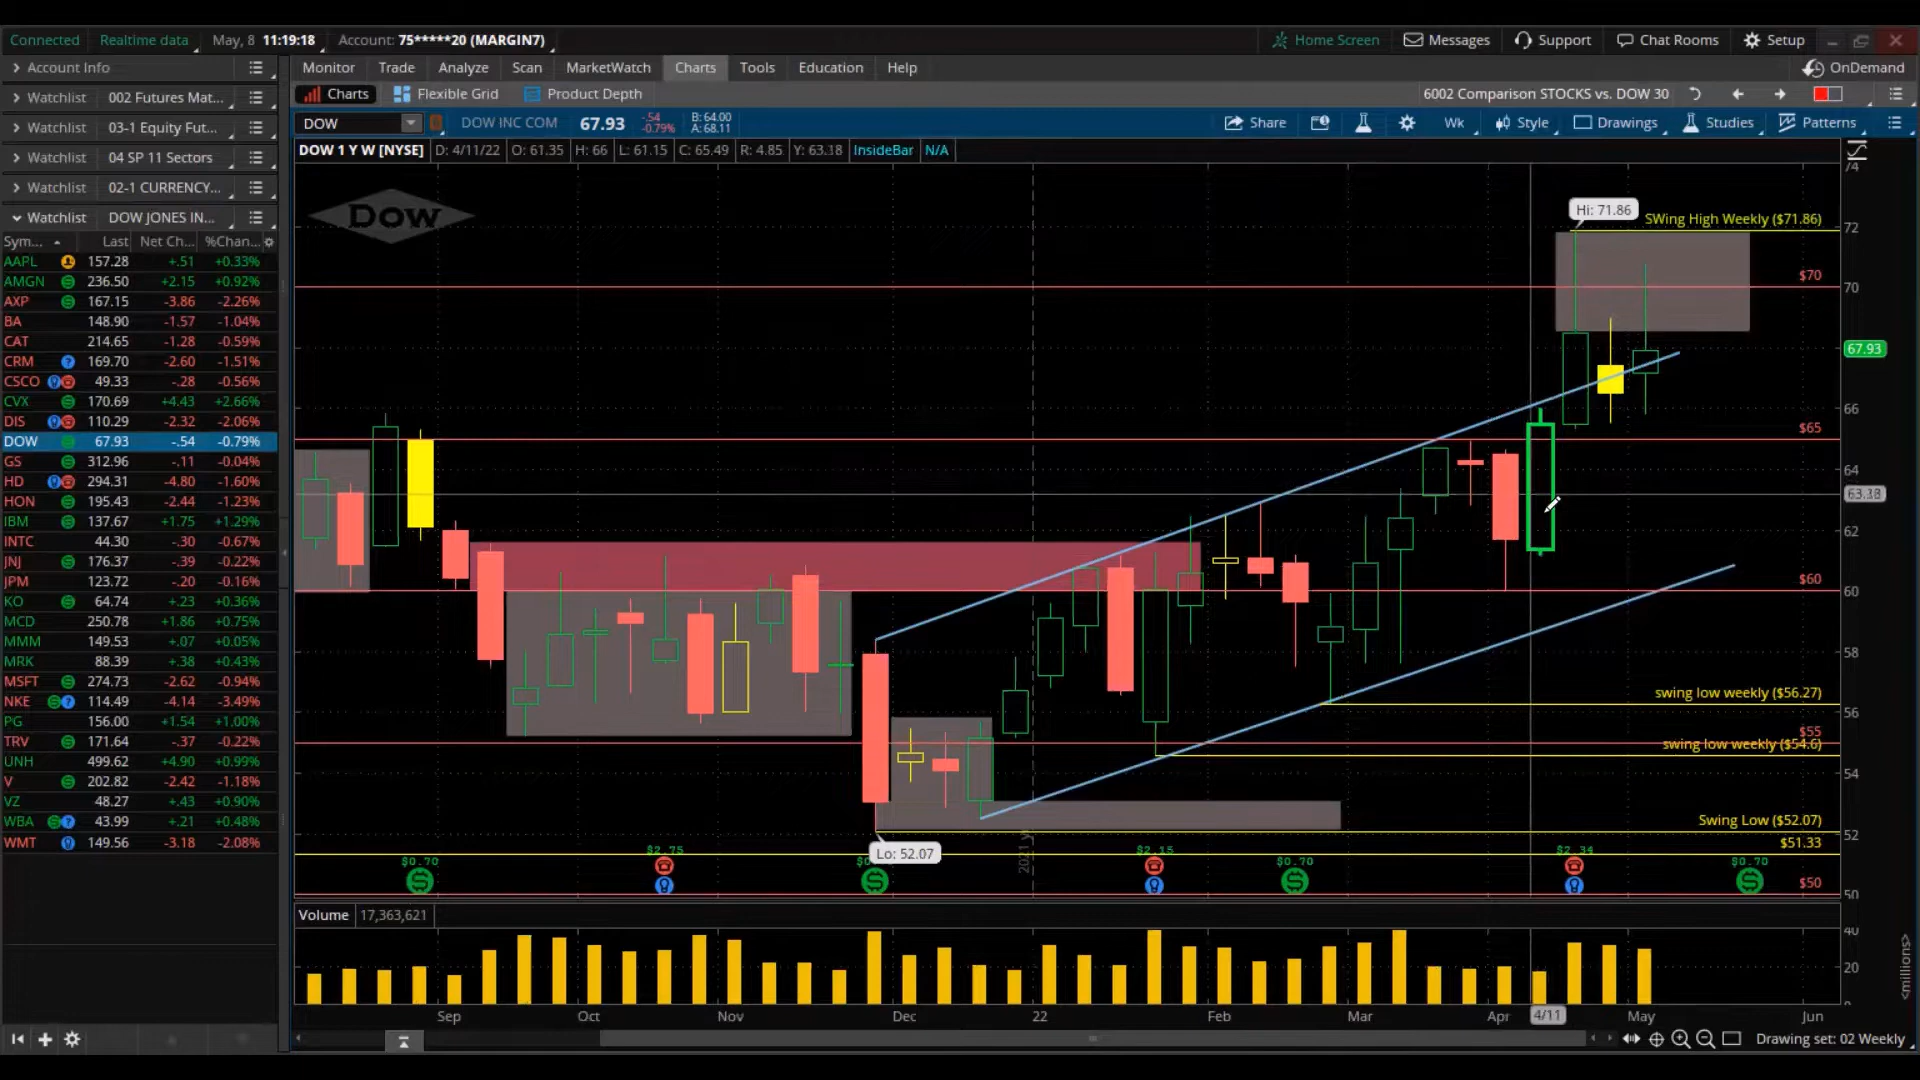 Connected Realtime data May, 8 11:19:18 Account: 75*****20 (MARGIN7) Home Screen Messages Support Chat Rooms Setup
Account Info Monitor Trade Analyze Scan MarketWatch Charts Tools Education Help OnDemand
Watchlist 002 Futures Mat... Charts Flexible Grid Product Depth 6002 Comparison STOCKS vs. DOW 30
Watchlist 03-1 Equity Fut... DOW DOW INC COM 67.93 -.54 -0.79% B: 64.00 A: 68.11 Share Wk Style Drawings Studies Patterns
Watchlist 04 SP 11 Sectors DOW 1 Y W [NYSE] D: 4/11/22 O: 61.35 H: 66 L: 61.15 C: 65.49 R: 4.85 Y: 63.18 InsideBar N/A
Watchlist 02-1 CURRENCY...
Watchlist DOW JONES IN...
Sym... Last Net Ch... %Chan...
AAPL 157.28 +.51 +0.33%
AMGN 236.50 +2.15 +0.92%
AXP 167.15 -3.86 -2.26%
BA 148.90 -1.57 -1.04%
CAT 214.65 -1.28 -0.59%
CRM 169.70 -2.60 -1.51%
CSCO 49.33 -.28 -0.56%
CVX 170.69 +4.43 +2.66%
DIS 110.29 -2.32 -2.06%
DOW 67.93 -.54 -0.79%
GS 312.96 -.11 -0.04%
HD 294.31 -4.80 -1.60%
HON 195.43 -2.44 -1.23%
IBM 137.67 +1.75 +1.29%
INTC 44.30 -.30 -0.67%
JNJ 176.37 -.39 -0.22%
JPM 123.72 -.20 -0.16%
KO 64.74 +.23 +0.36%
MCD 250.78 +1.86 +0.75%
MMM 149.53 +.07 +0.05%
MRK 88.39 +.38 +0.43%
MSFT 274.73 -2.62 -0.94%
NKE 114.49 -4.14 -3.49%
PG 156.00 +1.54 +1.00%
TRV 171.64 -.37 -0.22%
UNH 499.62 +4.90 +0.99%
V 202.82 -2.42 -1.18%
VZ 48.27 +.43 +0.90%
WBA 43.99 +.21 +0.48%
WMT 149.56 -3.18 -2.08%
DOW
74
Hi: 71.86 SWing High Weekly ($71.86)
72
$70
70
67.93
66
$65
64
63.18
62
$60
60
58
swing low weekly ($56.27)
56
$55
swing low weekly ($54.6)
54
Swing Low ($52.07)
52
$51.33
Lo: 52.07
$0.70 $2.75 $2.15 $0.70 $2.34 $0.70
$50
50
Volume 17,363,621
40
20
<millions>
Sep Oct Nov Dec 22 Feb Mar Apr 4/11 May Jun
Drawing set: 02 Weekly